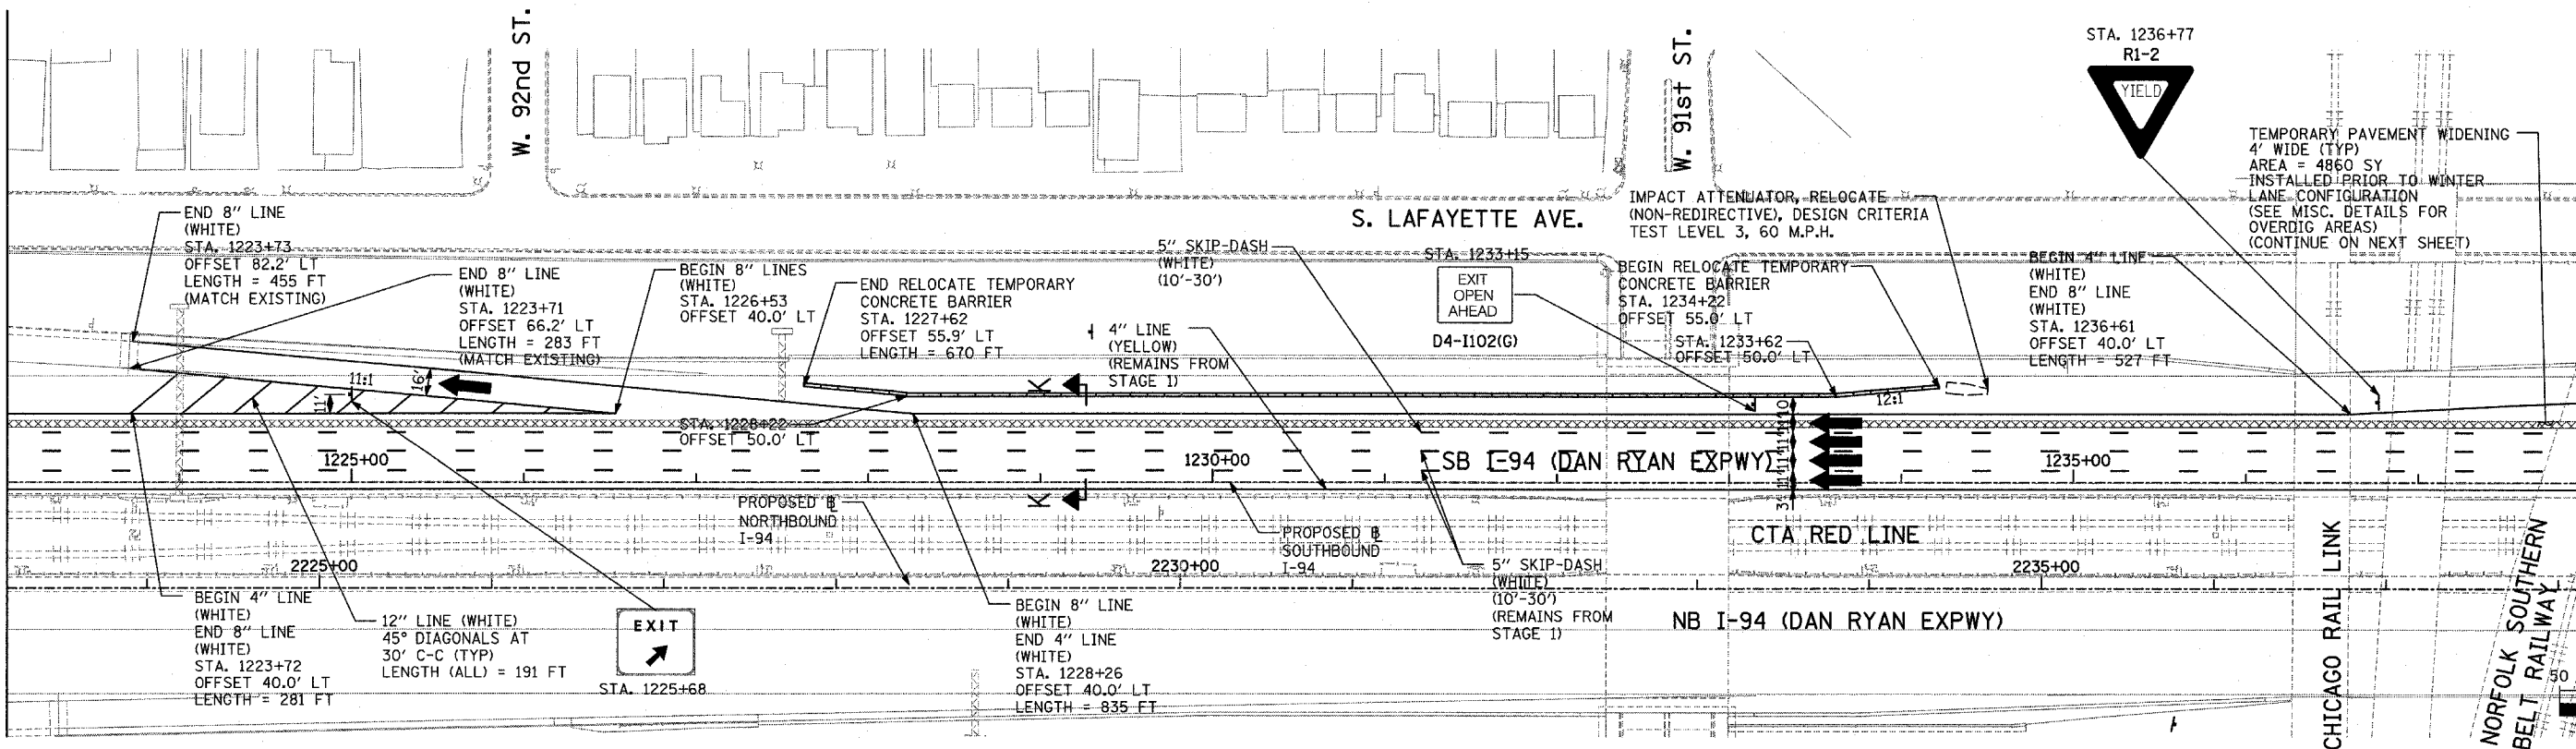 W. 92nd ST.
W. 91st ST.
STA. 1236+77
R1-2
YIELD
TEMPORARY PAVEMENT WIDENING
4' WIDE (TYP)
AREA = 4860 SY
INSTALLED PRIOR TO WINTER
LANE CONFIGURATION
(SEE MISC. DETAILS FOR
OVERDIG AREAS)
(CONTINUE ON NEXT SHEET)
S. LAFAYETTE AVE.
IMPACT ATTENUATOR, RELOCATE
(NON-REDIRECTIVE), DESIGN CRITERIA
TEST LEVEL 3, 60 M.P.H.
END 8" LINE
(WHITE)
STA. 1223+73
OFFSET 82.2' LT
LENGTH = 455 FT
(MATCH EXISTING)
END 8" LINE
(WHITE)
STA. 1223+71
OFFSET 66.2' LT
LENGTH = 283 FT
(MATCH EXISTING)
BEGIN 8" LINES
(WHITE)
STA. 1226+53
OFFSET 40.0' LT
END RELOCATE TEMPORARY
CONCRETE BARRIER
STA. 1227+62
OFFSET 55.9' LT
LENGTH = 670 FT
4" LINE
(YELLOW)
(REMAINS FROM
STAGE 1)
5" SKIP-DASH
(WHITE)
(10'-30')
STA. 1233+15
EXIT
OPEN
AHEAD
D4-I102(G)
BEGIN RELOCATE TEMPORARY
CONCRETE BARRIER
STA. 1234+22
OFFSET 55.0' LT
STA. 1233+62
OFFSET 50.0' LT
BEGIN 4" LINE
(WHITE)
END 8" LINE
(WHITE)
STA. 1236+61
OFFSET 40.0' LT
LENGTH = 527 FT
11:1
16'
11'
K
12:1
10'
11'
11'
11'
11'
3'
STA. 1228+22
OFFSET 50.0' LT
1225+00
1230+00
SB I-94 (DAN RYAN EXPWY)
1235+00
K
PROPOSED BL
NORTHBOUND
I-94
PROPOSED BL
SOUTHBOUND
I-94
CTA RED LINE
2225+00
2230+00
2235+00
5" SKIP-DASH
(WHITE)
(10'-30')
(REMAINS FROM
STAGE 1)
NB I-94 (DAN RYAN EXPWY)
BEGIN 4" LINE
(WHITE)
END 8" LINE
(WHITE)
STA. 1223+72
OFFSET 40.0' LT
LENGTH = 281 FT
12" LINE (WHITE)
45° DIAGONALS AT
30' C-C (TYP)
LENGTH (ALL) = 191 FT
EXIT
STA. 1225+68
BEGIN 8" LINE
(WHITE)
END 4" LINE
(WHITE)
STA. 1228+26
OFFSET 40.0' LT
LENGTH = 835 FT
CHICAGO RAIL LINK
NORFOLK SOUTHERN
BELT RAILWAY
50